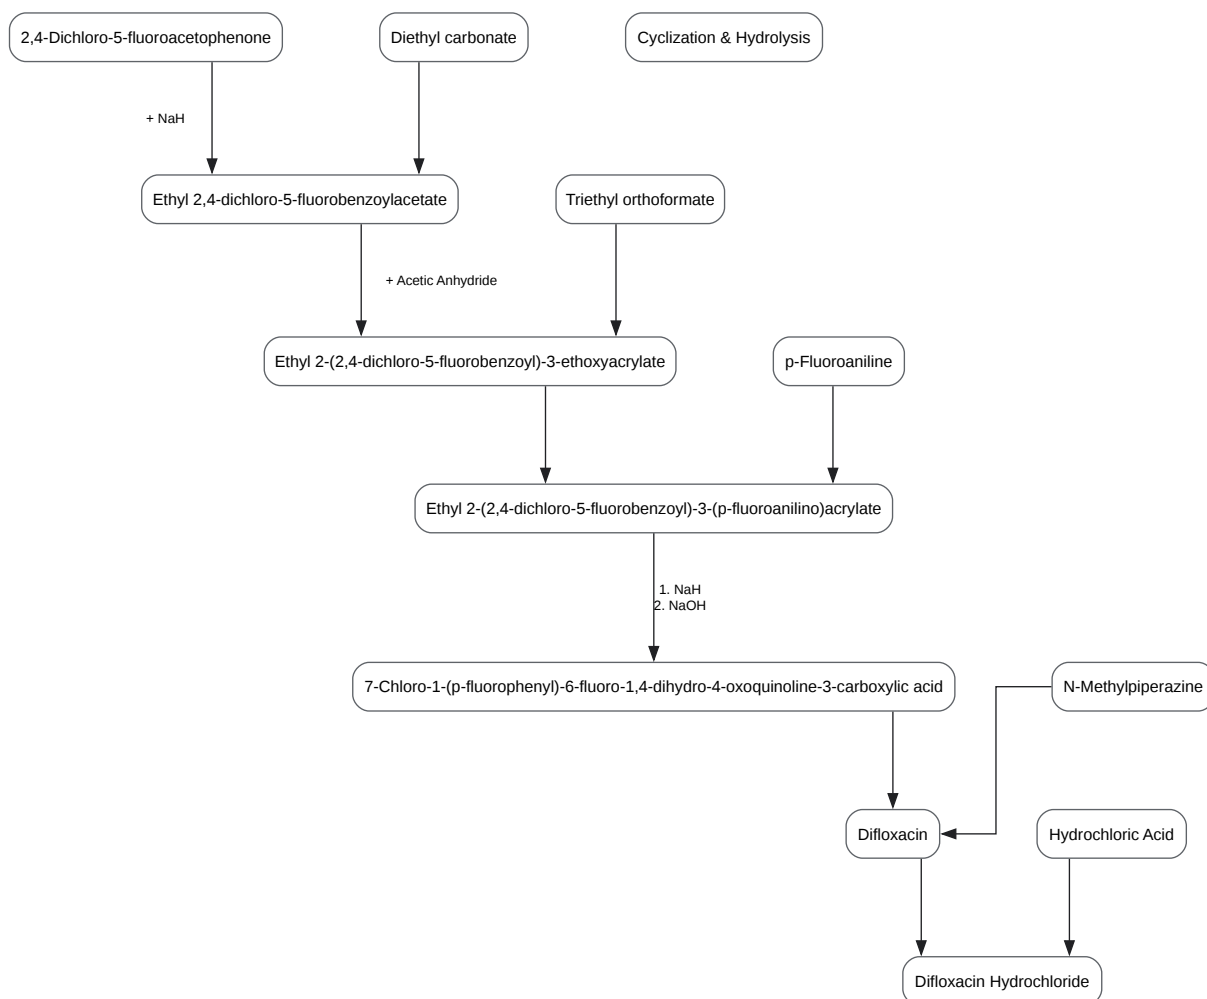 2,4-Dichloro-5-fluoroacetophenone
Diethyl carbonate
Cyclization & Hydrolysis
+ NaH
Ethyl 2,4-dichloro-5-fluorobenzoylacetate
Triethyl orthoformate
+ Acetic Anhydride
Ethyl 2-(2,4-dichloro-5-fluorobenzoyl)-3-ethoxyacrylate
p-Fluoroaniline
Ethyl 2-(2,4-dichloro-5-fluorobenzoyl)-3-(p-fluoroanilino)acrylate
1. NaH
2. NaOH
7-Chloro-1-(p-fluorophenyl)-6-fluoro-1,4-dihydro-4-oxoquinoline-3-carboxylic acid
N-Methylpiperazine
Difloxacin
Hydrochloric Acid
Difloxacin Hydrochloride